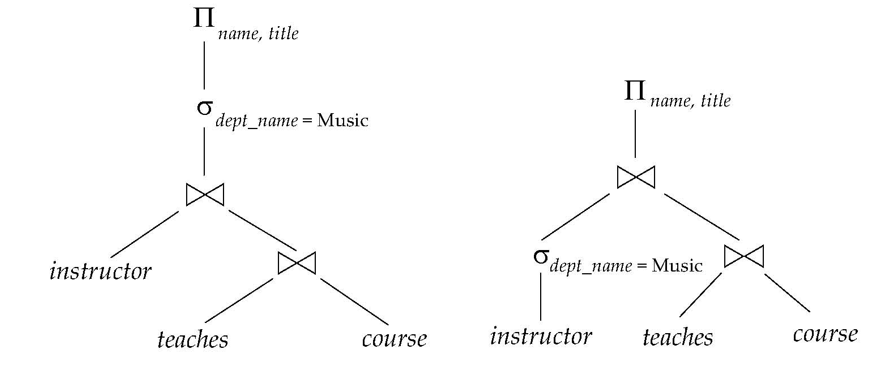 Π name, title
σ dept_name = Music
⋈
instructor
⋈
teaches
course
Π name, title
⋈
σ dept_name = Music
⋈
instructor
teaches
course